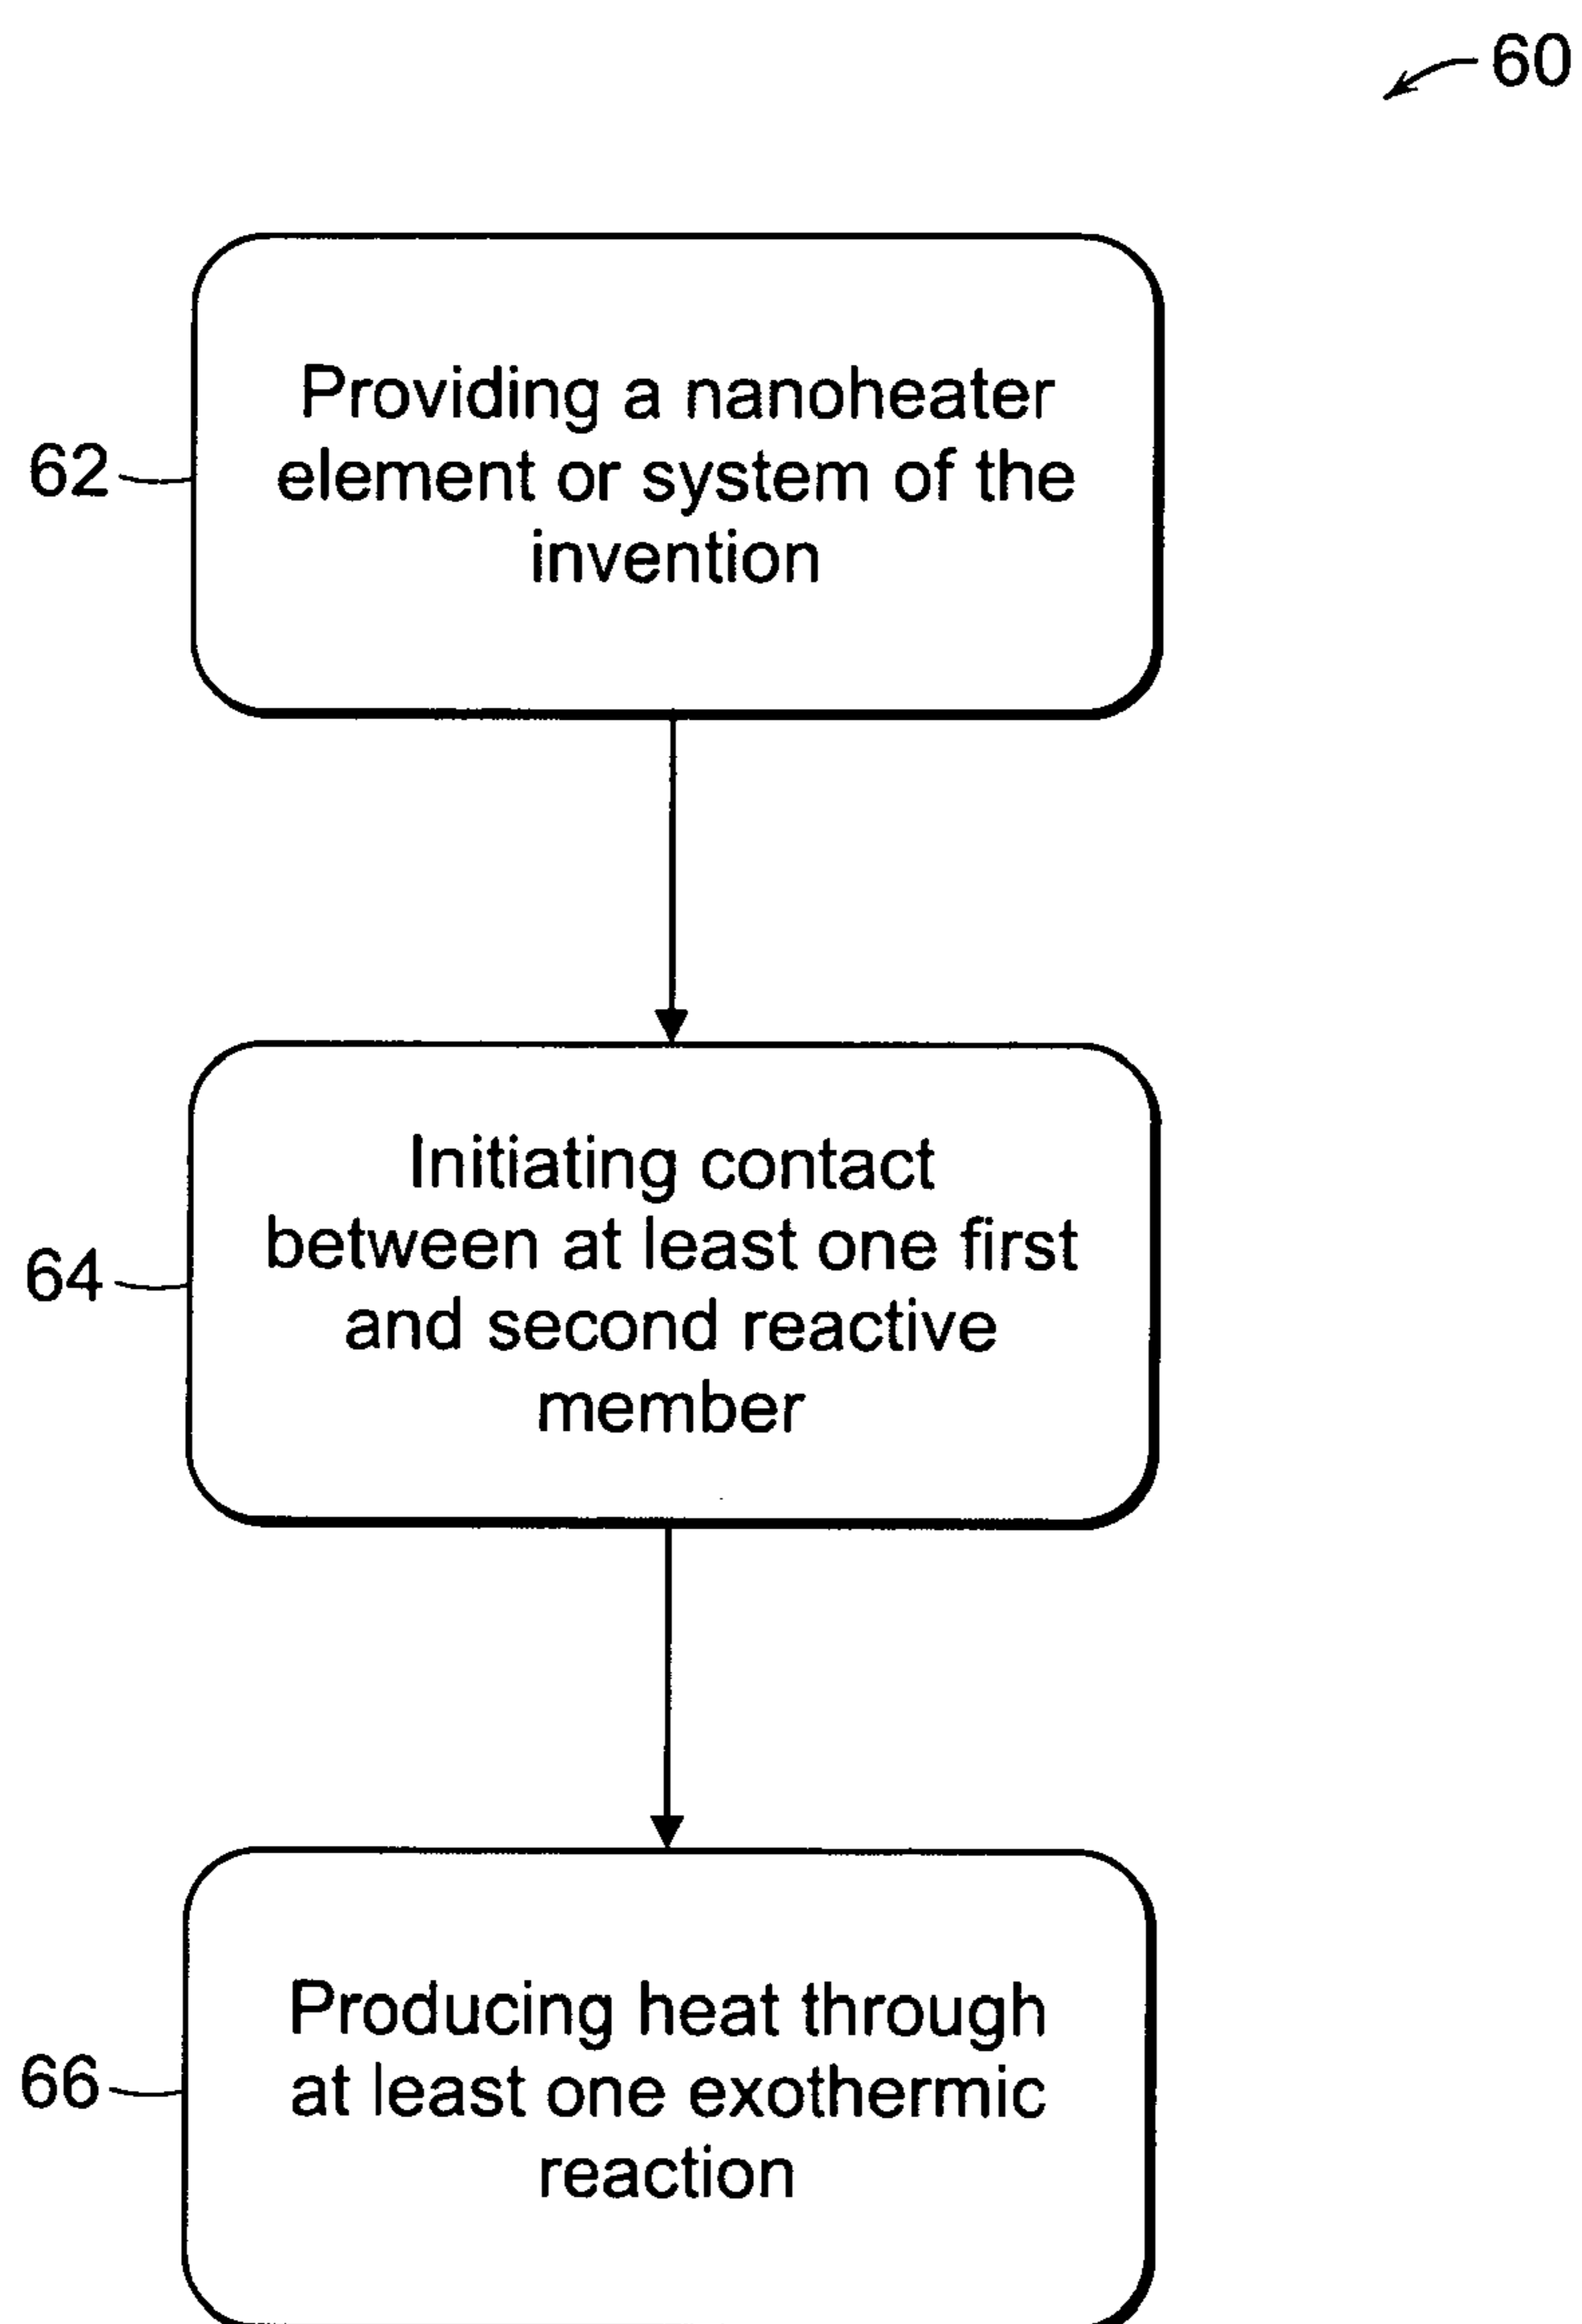 60
Providing a nanoheater
element or system of the
invention
62
Initiating contact
between at least one first
and second reactive
member
64
Producing heat through
at least one exothermic
reaction
66